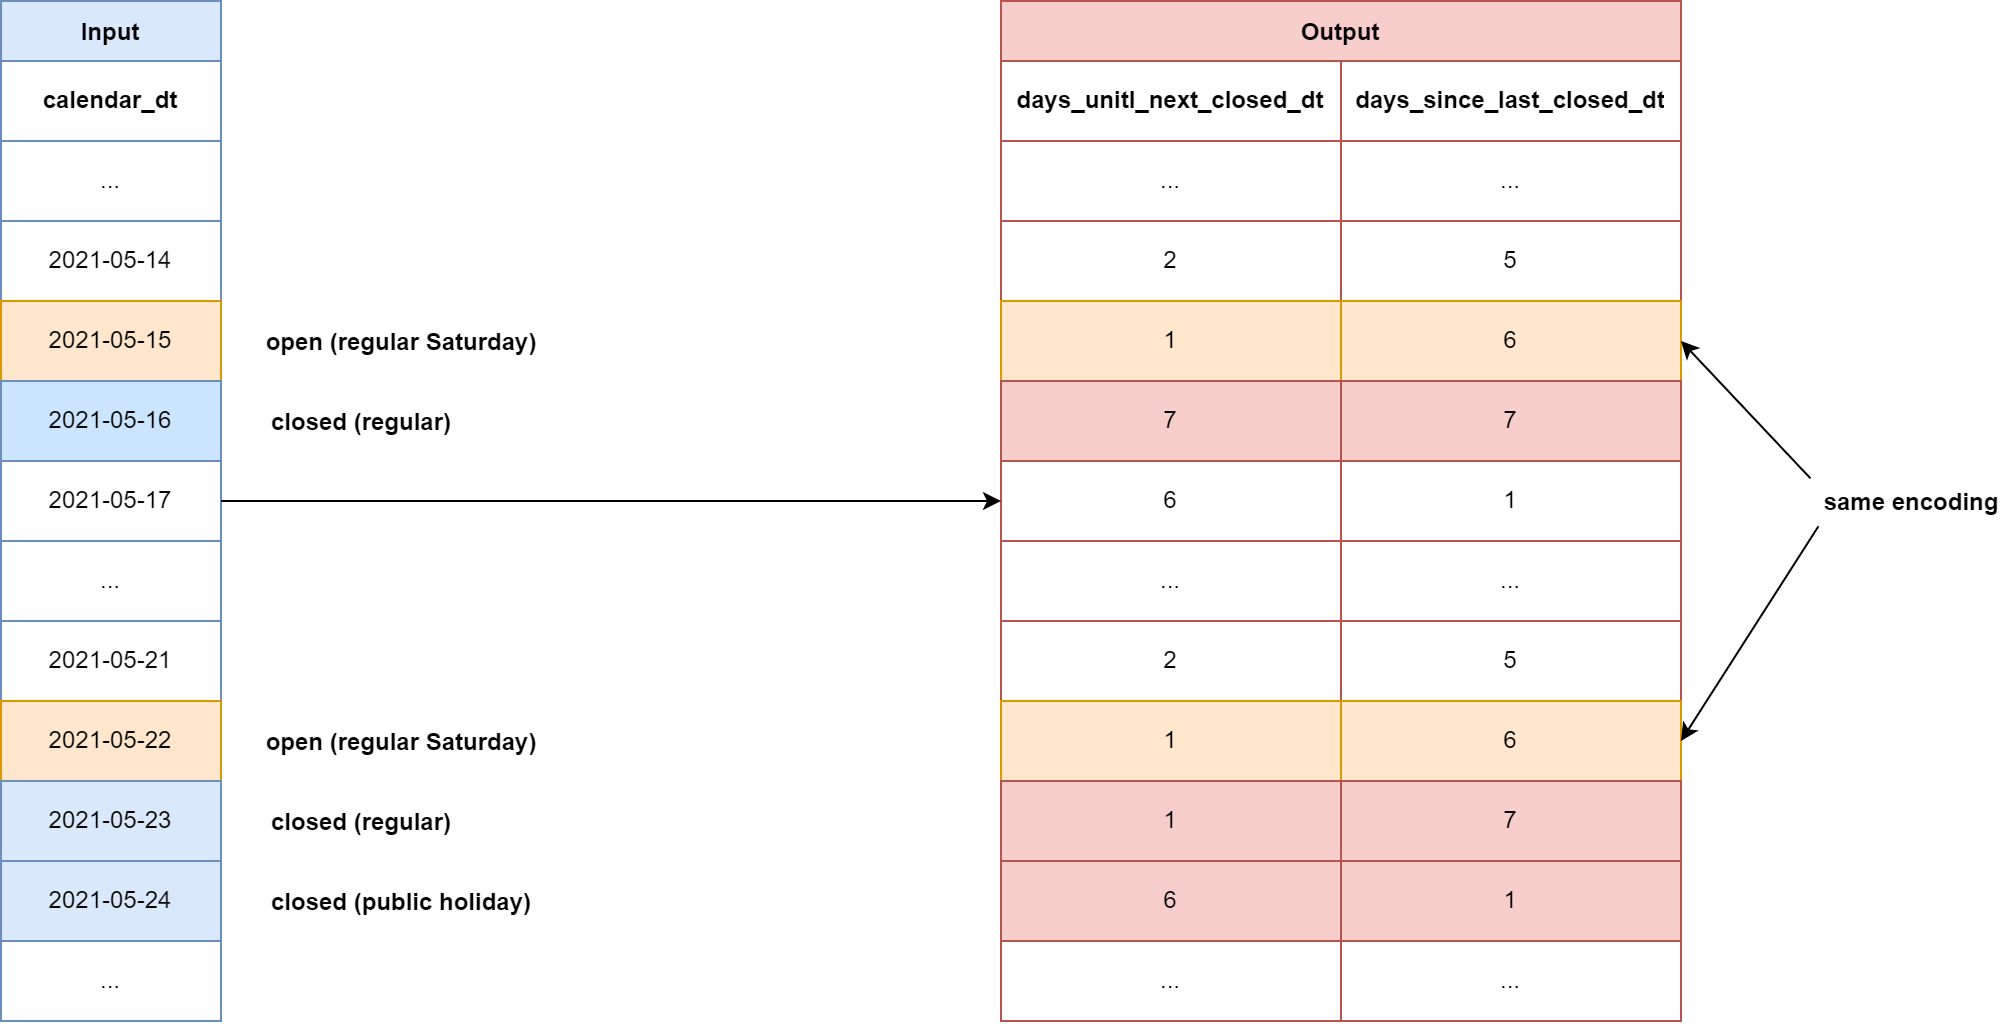 Input
Output
calendar_dt
days_unitl_next_closed_dt days_since_last_closed_dt
...
... ...
2021-05-14
2 5
2021-05-15 open (regular Saturday) 1 6
2021-05-16 closed (regular) 7 7
2021-05-17 6 1
same encoding
...
... ...
2021-05-21 2 5
2021-05-22 open (regular Saturday) 1 6
2021-05-23 closed (regular) 1 7
2021-05-24 closed (public holiday) 6 1
...
... ...